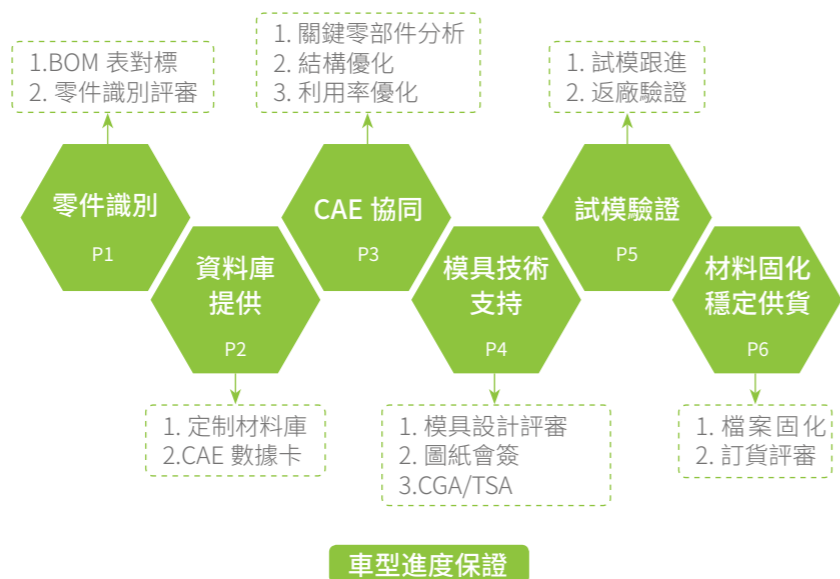 1.BOM 表對標
2. 零件識別評審
1. 關鍵零部件分析
2. 結構優化
3. 利用率優化
1. 試模跟進
2. 返廠驗證
零件識別
P1
CAE 協同
P3
試模驗證
P5
資料庫
提供
P2
模具技術
支持
P4
材料固化
穩定供貨
P6
1. 定制材料庫
2.CAE 數據卡
1. 模具設計評審
2. 圖紙會簽
3.CGA/TSA
1. 檔案固化
2. 訂貨評審
車型進度保證